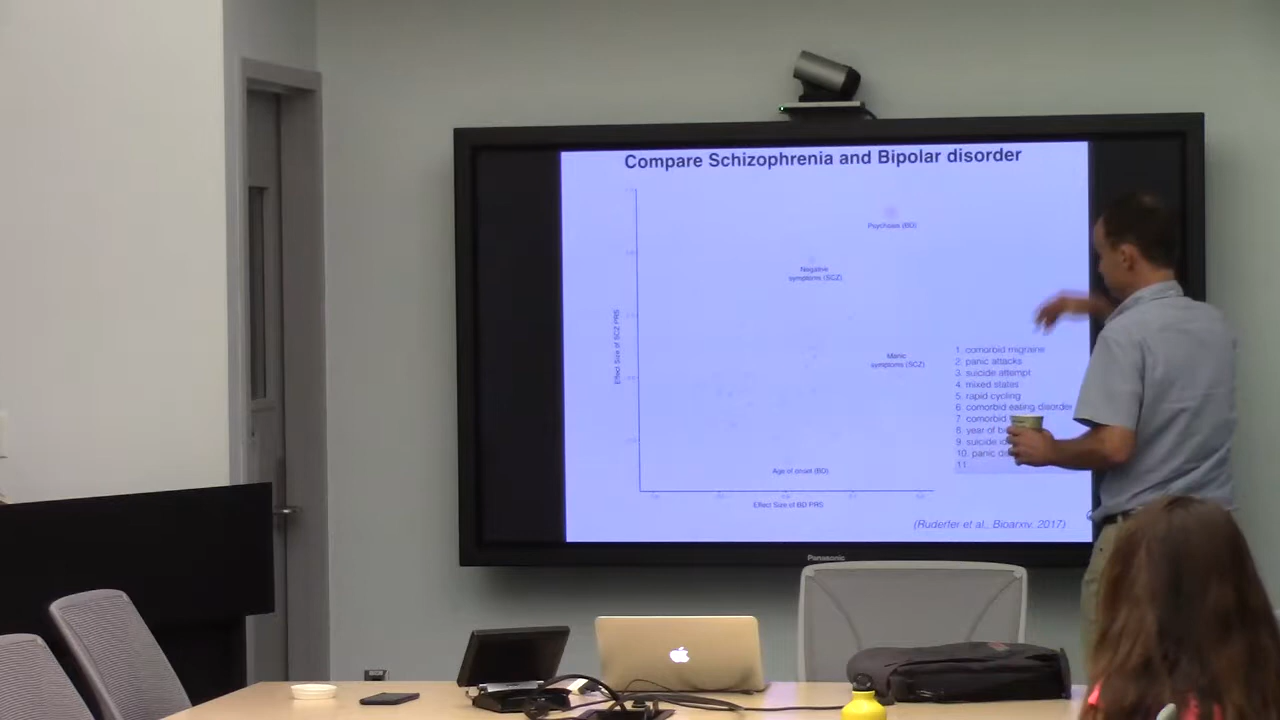 Compare Schizophrenia and Bipolar disorder
Psychosis (BD)
Negative
symptoms (SCZ)
Effect Size of SCZ PRS
Manic
symptoms (SCZ)
1. comorbid migraine
2. panic attacks
3. suicide attempt
4. mixed states
5. rapid cycling
6. comorbid eating disorder
7. comorbid
8. year of
9. suicide
10. panic
11
Age of onset (BD)
Effect Size of BD PRS
(Ruderfer et al., Bioarxiv. 2017)
Panasonic